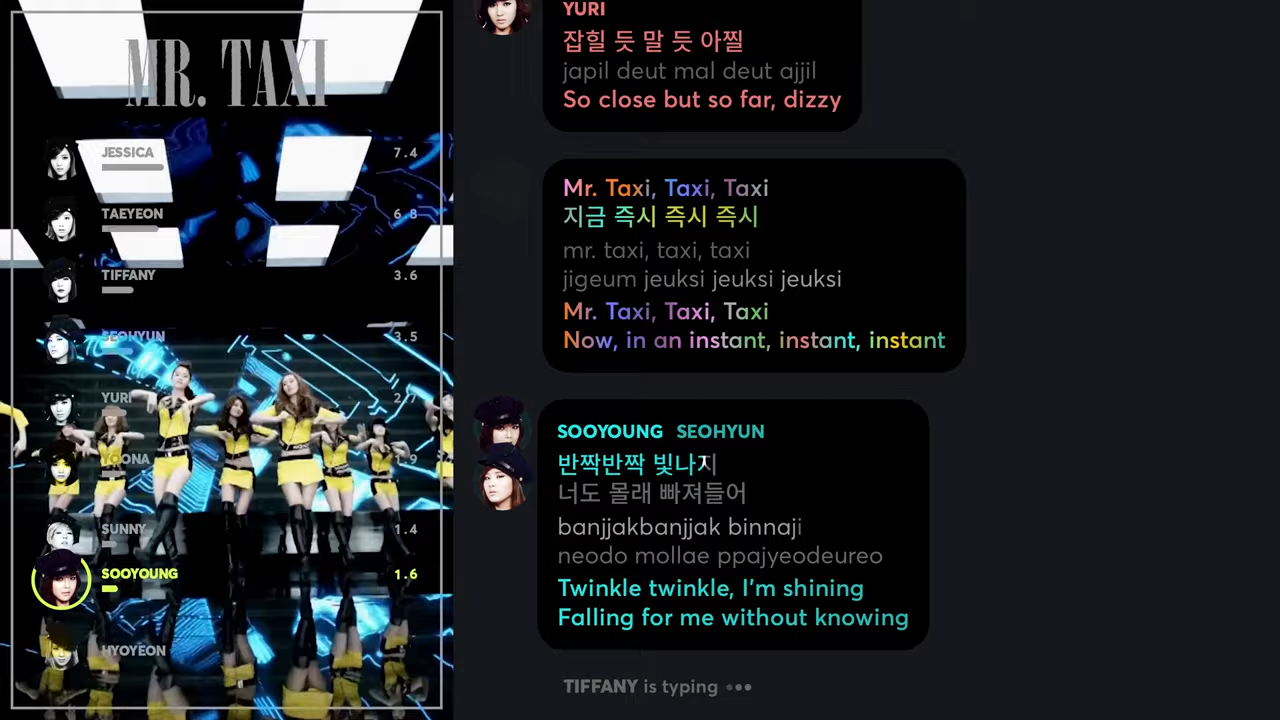 MR. TAXI
JESSICA 7.4
TAEYEON 6.8
TIFFANY 3.6
SEOHYUN 3.5
YURI
YOONA
SUNNY 1.4
SOOYOUNG 1.6
HYOYEON
YURI
잡힐 듯 말 듯 아찔
japil deut mal deut ajjil
So close but so far, dizzy
Mr. Taxi, Taxi, Taxi
지금 즉시 즉시 즉시
mr. taxi, taxi, taxi
jigeum jeuksi jeuksi jeuksi
Mr. Taxi, Taxi, Taxi
Now, in an instant, instant, instant
SOOYOUNG SEOHYUN
반짝반짝 빛나지
너도 몰래 빠져들어
banjjakbanjjak binnaji
neodo mollae ppajyeodeureo
Twinkle twinkle, I'm shining
Falling for me without knowing
TIFFANY is typing •••